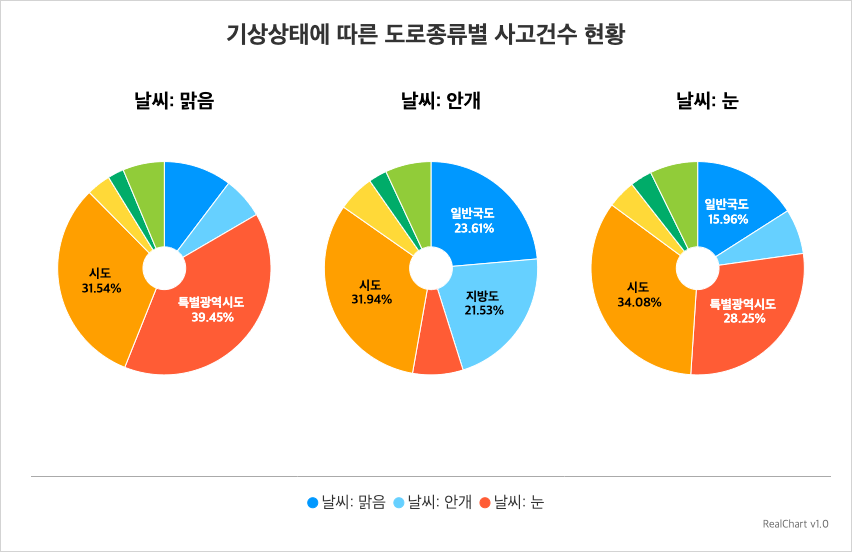 기상상태에 따른 도로종류별 사고건수 현황
날씨: 맑음
날씨: 안개
날씨: 눈
시도
31.54%
특별광역시도
39.45%
일반국도
23.61%
지방도
21.53%
시도
31.94%
일반국도
15.96%
특별광역시도
28.25%
시도
34.08%
날씨: 맑음 날씨: 안개 날씨: 눈
RealChart v1.0